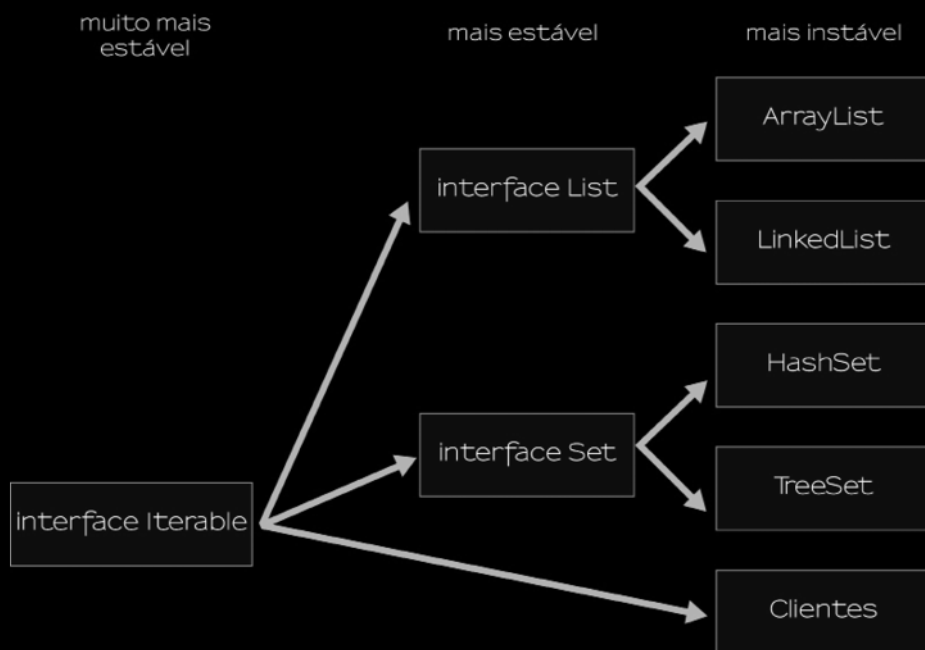 muito mais
estável
mais estável
mais instável
ArrayList
interface List
LinkedList
HashSet
interface Set
TreeSet
interface Iterable
Clientes